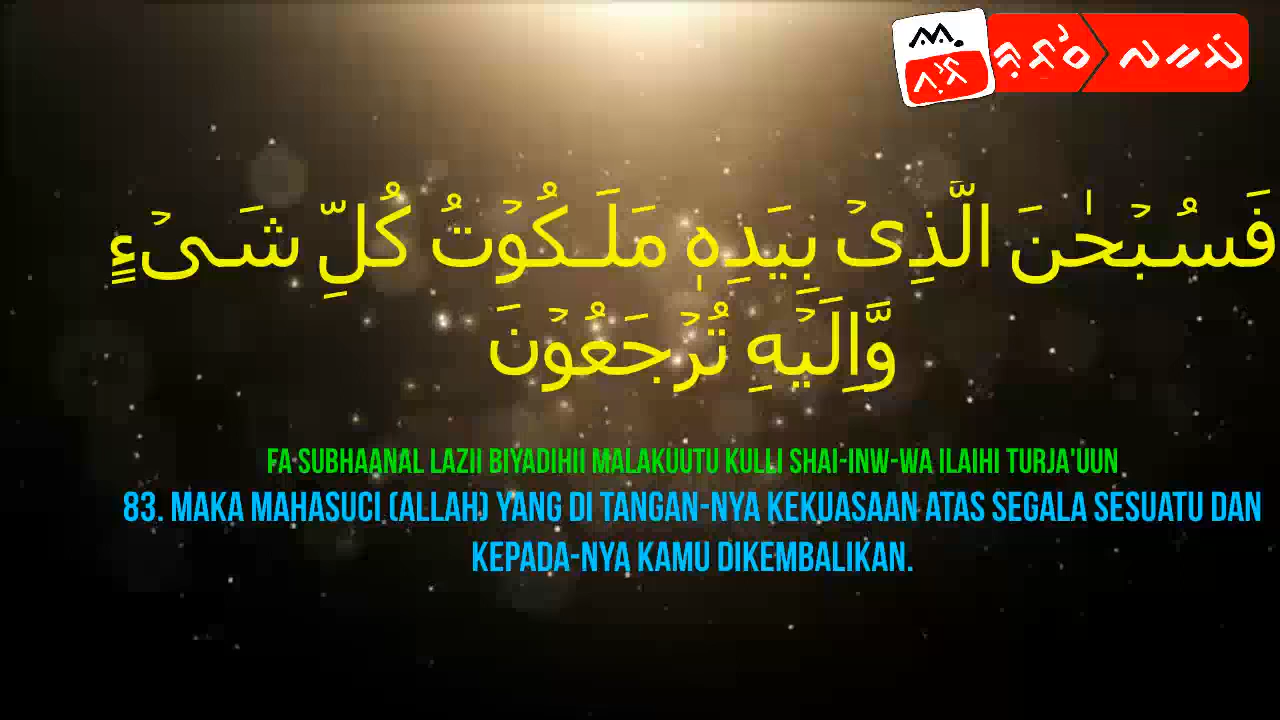 فَسُبۡحٰنَ الَّذِىۡ بِيَدِهٖ مَلَـكُوۡتُ كُلِّ شَىۡءٍ
وَّاِلَيۡهِ تُرۡجَعُوۡنَ
FA-SUBHAANAL LAZII BIYADIHII MALAKUUTU KULLI SHAI-INW-WA ILAIHI TURJA'UUN
83. MAKA MAHASUCI (ALLAH) YANG DI TANGAN-NYA KEKUASAAN ATAS SEGALA SESUATU DAN
KEPADA-NYA KAMU DIKEMBALIKAN.